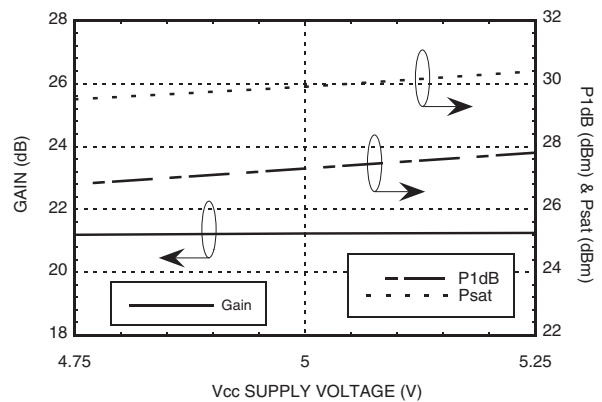 28
26
24
22
20
18
GAIN (dB)
32
30
28
25
24
22
P1dB (dBm) & Psat (dBm)
4.75
5
5.25
Vcc SUPPLY VOLTAGE (V)
Gain
P1dB
Psat